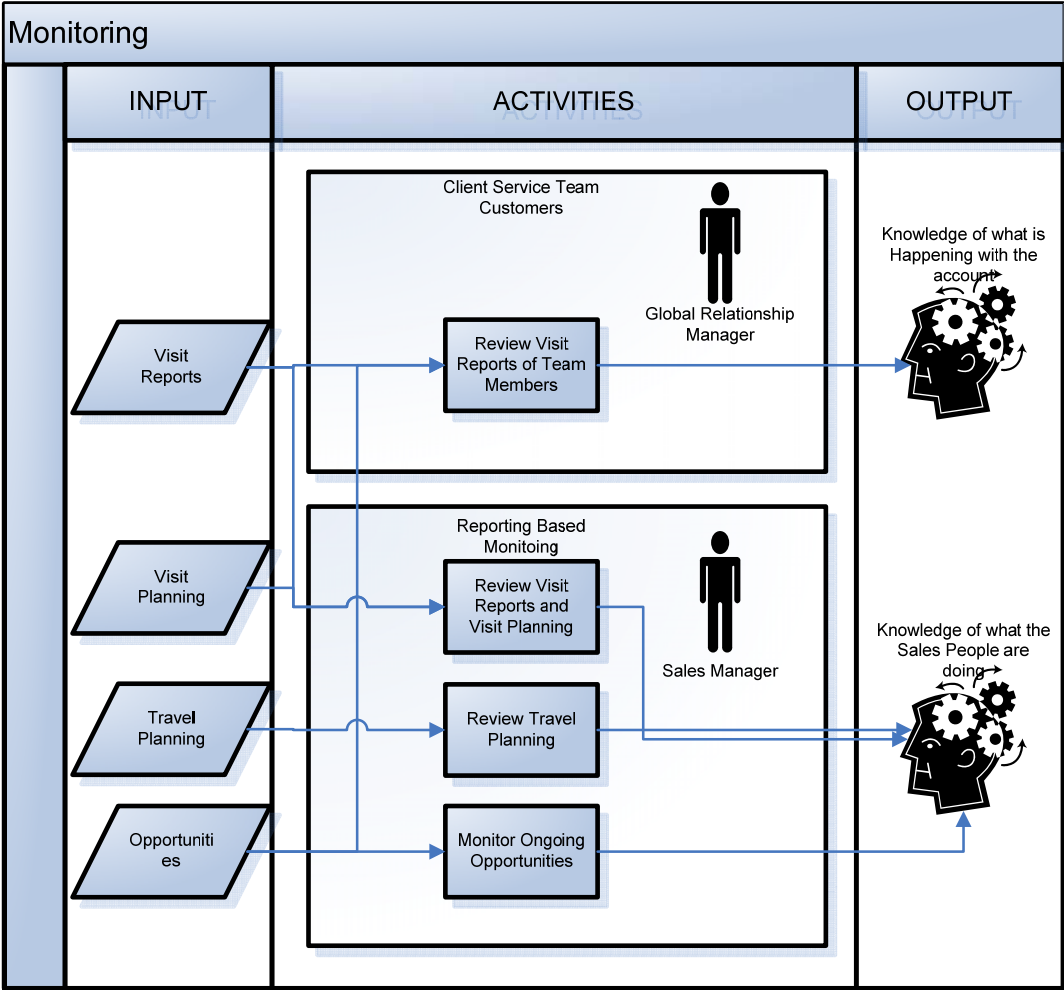 Monitoring
INPUT
ACTIVITIES
OUTPUT
Client Service Team
Customers
Global Relationship
Manager
Knowledge of what is
Happening with the
account
Visit
Reports
Review Visit
Reports of Team
Members
Reporting Based
Monitoing
Visit
Planning
Review Visit
Reports and
Visit Planning
Sales Manager
Knowledge of what the
Sales People are
doing
Travel
Planning
Review Travel
Planning
Opportuniti
es
Monitor Ongoing
Opportunities